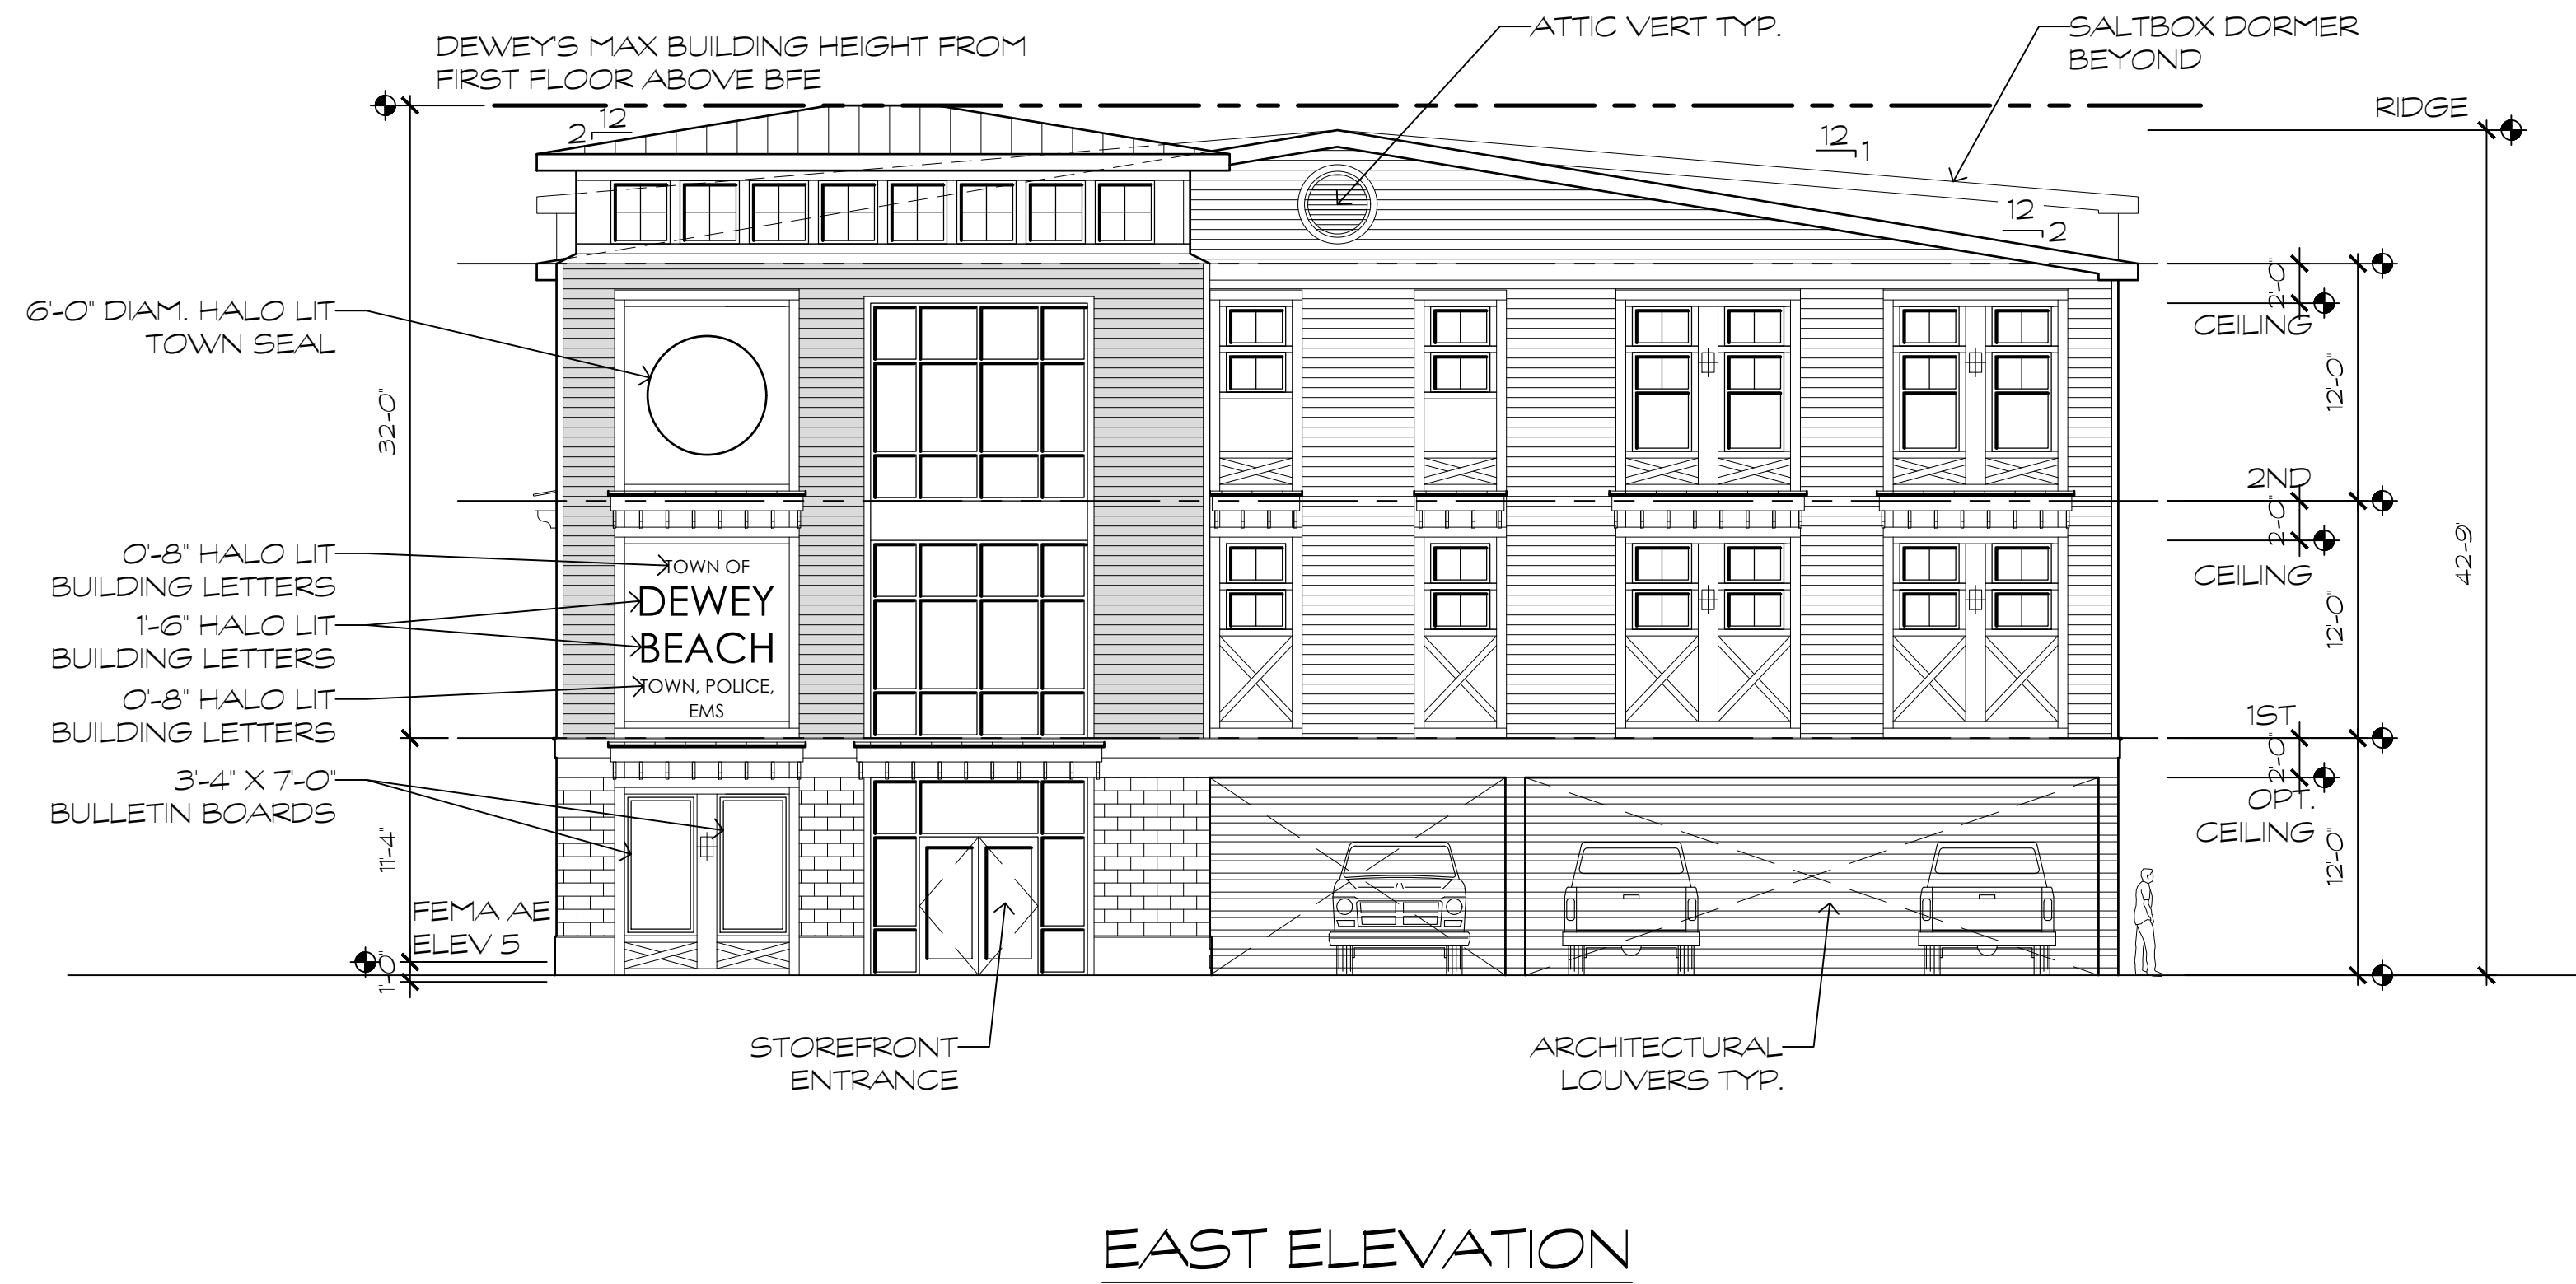 DEWEY'S MAX BUILDING HEIGHT FROM
FIRST FLOOR ABOVE BFE
ATTIC VERT TYP.
SALTBOX DORMER
BEYOND
RIDGE
2
12
12
1
12
2
6'-0" DIAM. HALO LIT
TOWN SEAL
32'-0"
2'-0"
CEILING
12'-0"
2ND
2'-0"
CEILING
12'-0"
42'-9"
0'-8" HALO LIT
BUILDING LETTERS
1'-6" HALO LIT
BUILDING LETTERS
0'-8" HALO LIT
BUILDING LETTERS
3'-4" X 7'-0"
BULLETIN BOARDS
TOWN OF
DEWEY
BEACH
TOWN, POLICE,
EMS
1ST
2'-0"
OPT.
CEILING
12'-0"
11'-4"
FEMA AE
ELEV 5
1'-0"
STOREFRONT
ENTRANCE
ARCHITECTURAL
LOUVERS TYP.
EAST ELEVATION